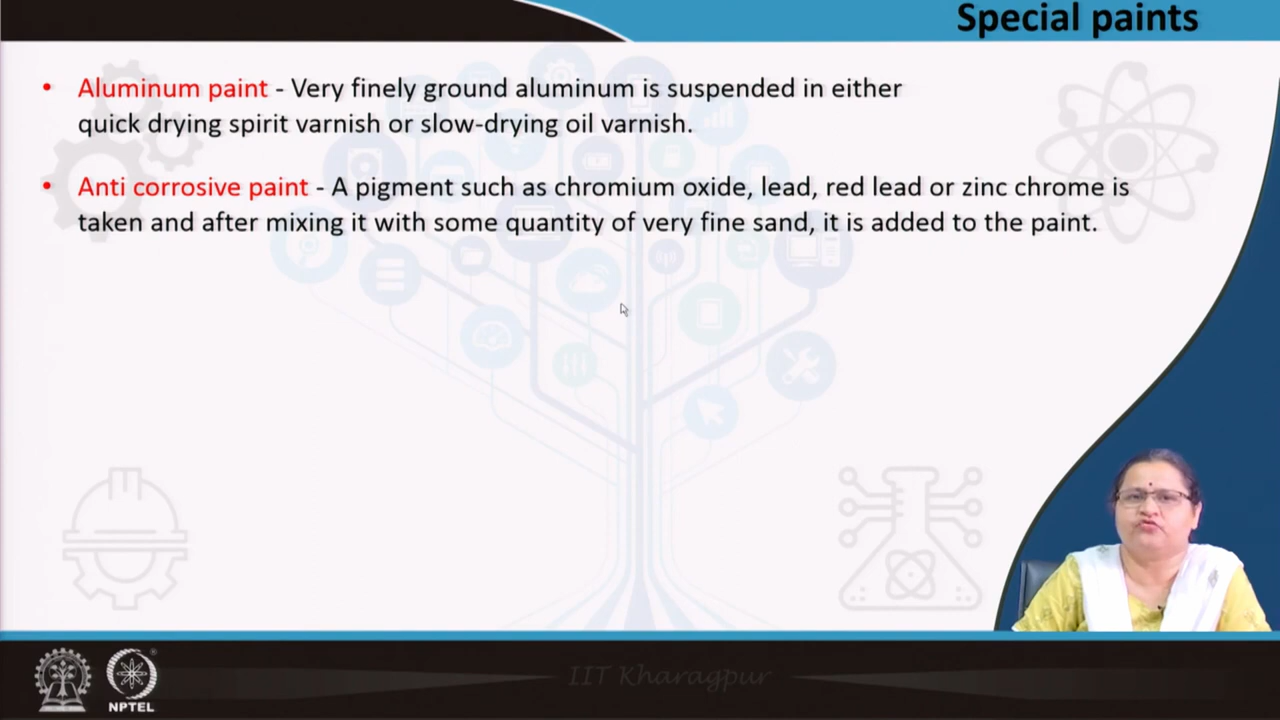 Special paints
• Aluminum paint - Very finely ground aluminum is suspended in either
quick drying spirit varnish or slow-drying oil varnish.
• Anti corrosive paint - A pigment such as chromium oxide, lead, red lead or zinc chrome is
taken and after mixing it with some quantity of very fine sand, it is added to the paint.
IIT Kharagpur
NPTEL